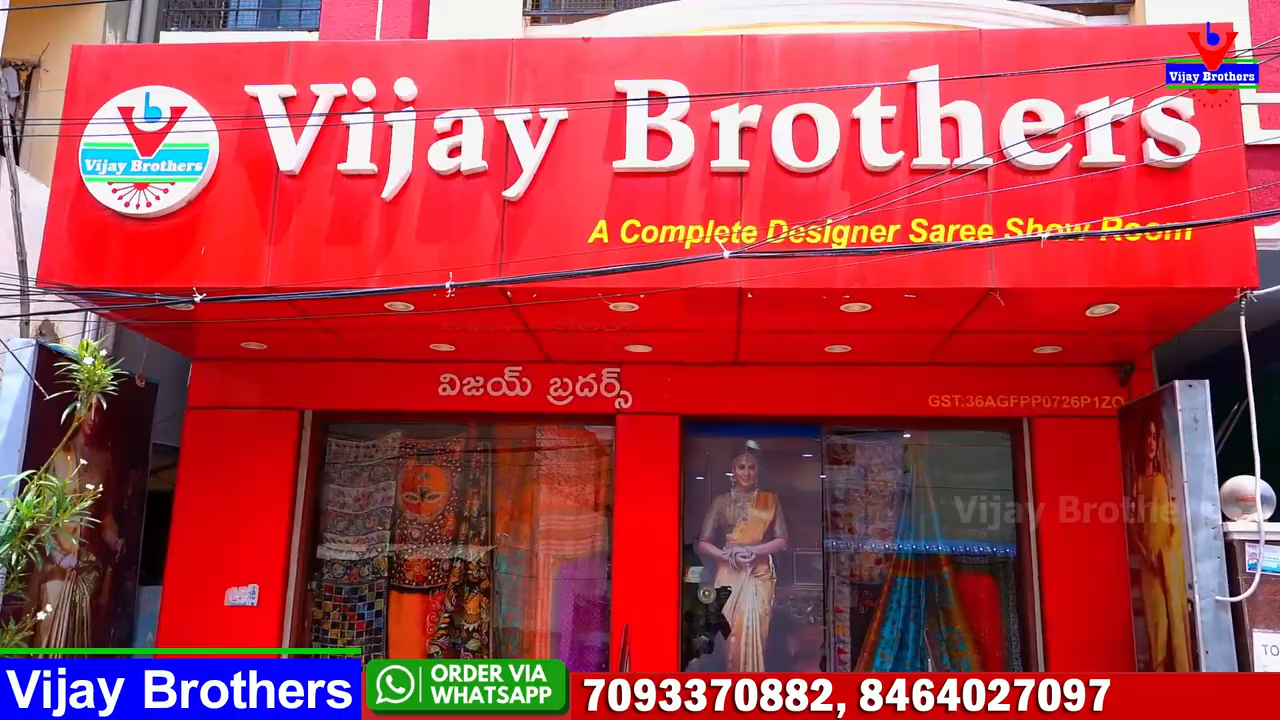 Vijay Brothers
Vijay Brothers
Vijay Brothers
A Complete Designer Saree Show Room
విజయ్ బ్రదర్స్
GST:36AGFPP0726P1ZO
Vijay Brothers
TO
Vijay Brothers
ORDER VIA
WHATSAPP
7093370882, 8464027097